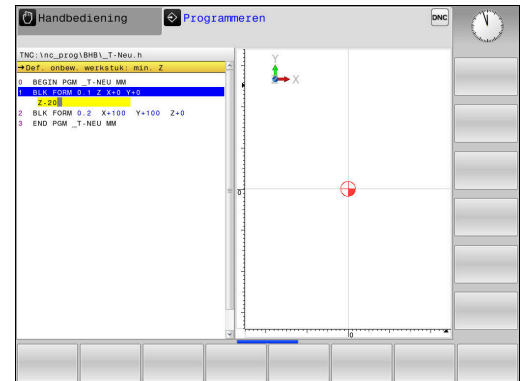 Handbediening
Programmeren
DNC
TNC:\nc_prog\BHB\_T-Neu.h
→Def. onbew. werkstuk: min. Z
0 BEGIN PGM _T-NEU MM
1 BLK FORM 0.1 Z X+0 Y+0
Z-20
2 BLK FORM 0.2 X+100 Y+100 Z+0
3 END PGM _T-NEU MM
Y
X
0
0